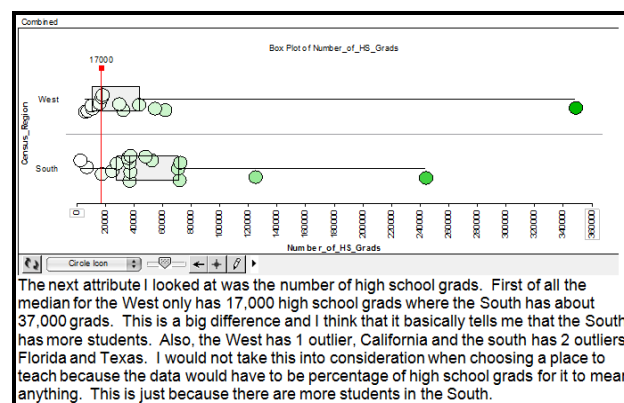 Combined
Box Plot of Number_of_HS_Grads
17000
West
South
Census_Region
0 20000 40000 60000 80000 100000 120000 140000 160000 180000 200000 220000 240000 260000 280000 300000 320000 340000 360000
Number_of_HS_Grads
Circle Icon
The next attribute I looked at was the number of high school grads. First of all the
median for the West only has 17,000 high school grads where the South has about
37,000 grads. This is a big difference and I think that it basically tells me that the South
has more students. Also, the West has 1 outlier, California and the south has 2 outliers
Florida and Texas. I would not take this into consideration when choosing a place to
teach because the data would have to be percentage of high school grads for it to mean
anything. This is just because there are more students in the South.